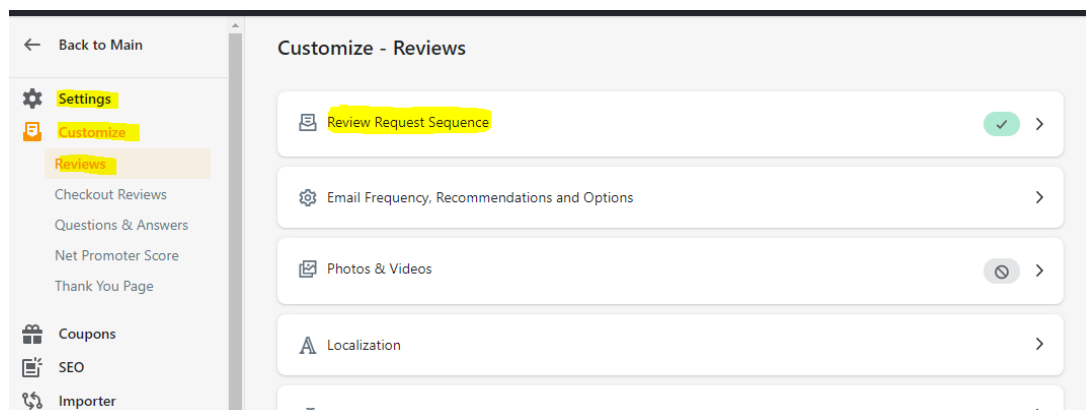 Back to Main
Settings
Customize
Reviews
Checkout Reviews
Questions & Answers
Net Promoter Score
Thank You Page
Coupons
SEO
Importer
Customize - Reviews
Review Request Sequence
Email Frequency, Recommendations and Options
Photos & Videos
Localization